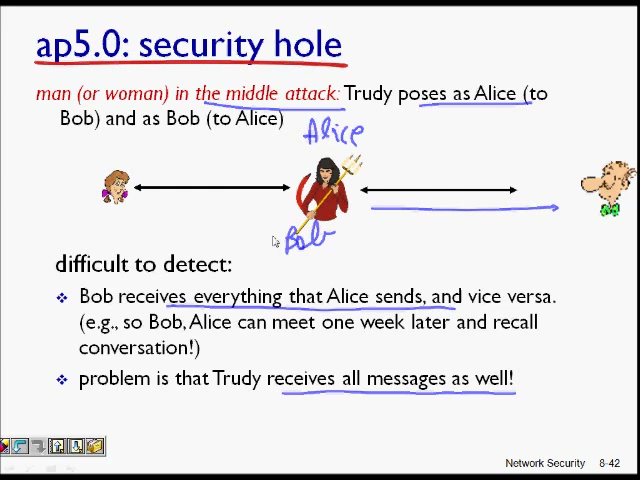 ap5.0: security hole
man (or woman) in the middle attack: Trudy poses as Alice (to
Bob) and as Bob (to Alice)
Alice
Bob
difficult to detect:
Bob receives everything that Alice sends, and vice versa.
(e.g., so Bob, Alice can meet one week later and recall
conversation!)
problem is that Trudy receives all messages as well!
Network Security 8-42